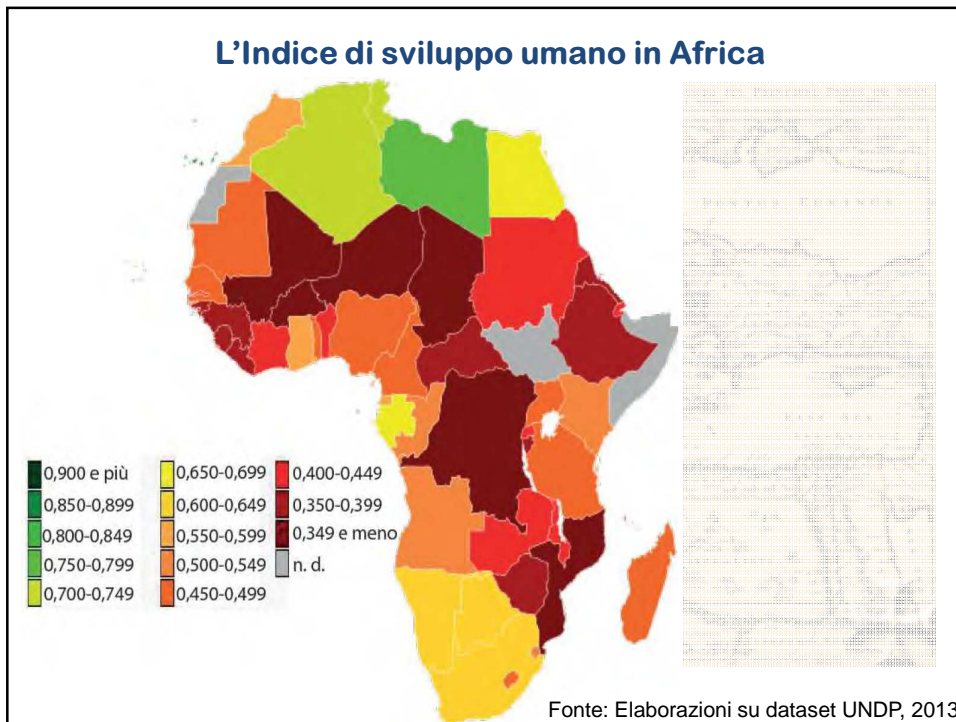 L'Indice di sviluppo umano in Africa
0,900 e più
0,850-0,899
0,800-0,849
0,750-0,799
0,700-0,749
0,650-0,699
0,600-0,649
0,550-0,599
0,500-0,549
0,450-0,499
0,400-0,449
0,350-0,399
0,349 e meno
n. d.
Fonte: Elaborazioni su dataset UNDP, 2013